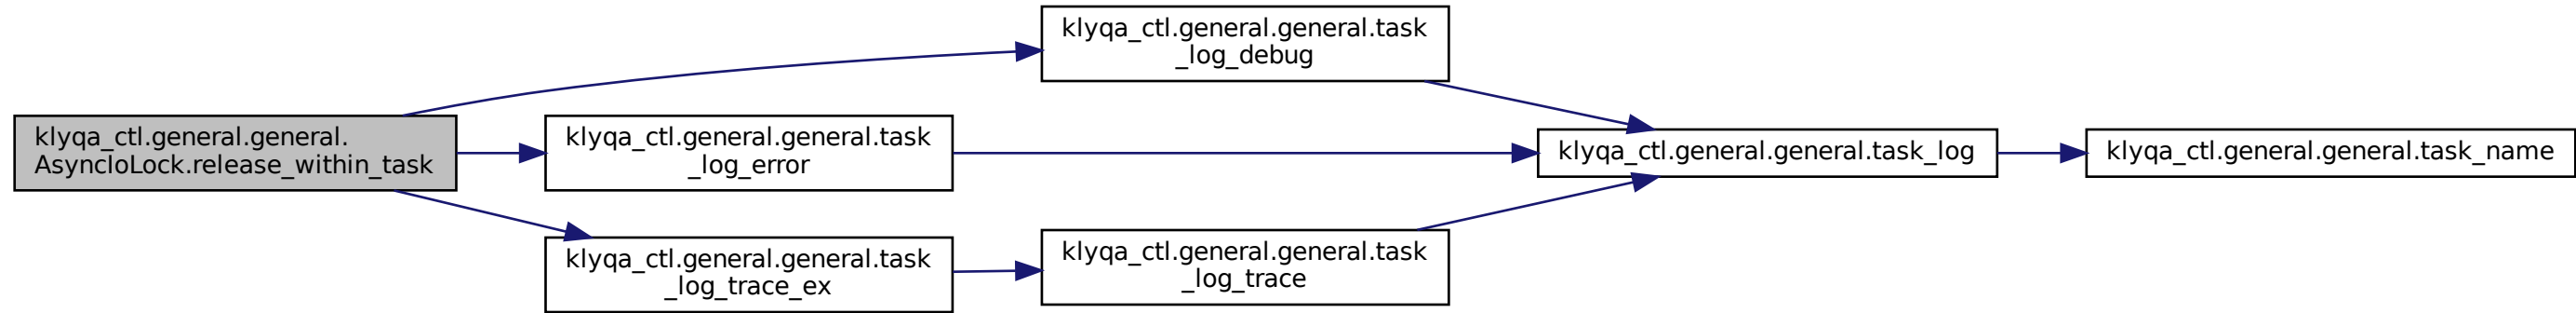 klyqa_ctl.general.general.
AsyncIoLock.release_within_task
klyqa_ctl.general.general.task
_log_debug
klyqa_ctl.general.general.task
_log_error
klyqa_ctl.general.general.task
_log_trace_ex
klyqa_ctl.general.general.task
_log_trace
klyqa_ctl.general.general.task_log
klyqa_ctl.general.general.task_name